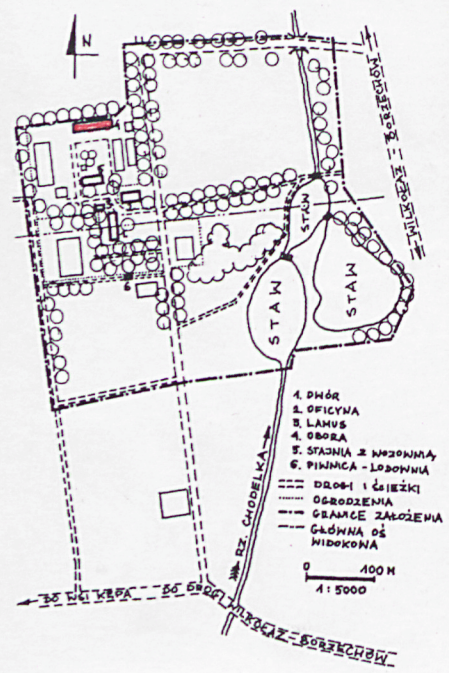 N
WILKOŁAZ - BORZECHÓW
STAW
STAW
STAW
6
1. DWÓR
2. OFICYNA
3. LAMUS
4. OBORA
5. STAJNIA Z WOZOWNIĄ
6. PIWNICA-LODOWNIA
DROGI I ŚCIEŻKI
OGRODZENIA
GRANICE ZAŁOŻENIA
GŁÓWNA OŚ
WIDOKOWA
0 100 M
1:5000
RZ. CHODELKA
DO WSI KĘPA DO DROGI WILKOŁAZ - BORZECHÓW